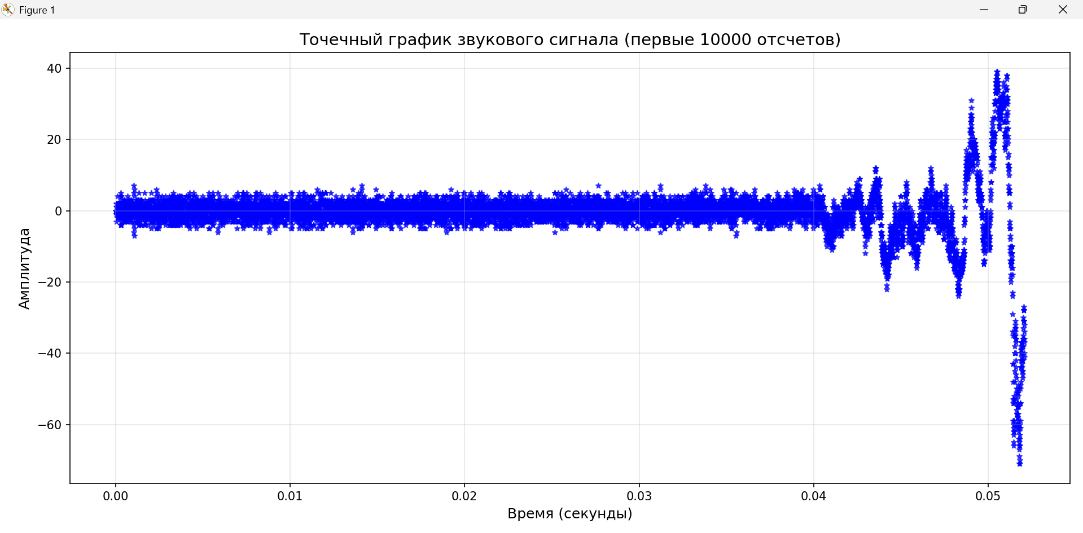 Figure 1
Точечный график звукового сигнала (первые 10000 отсчетов)
40
20
0
−20
−40
−60
Амплитуда
0.00 0.01 0.02 0.03 0.04 0.05
Время (секунды)